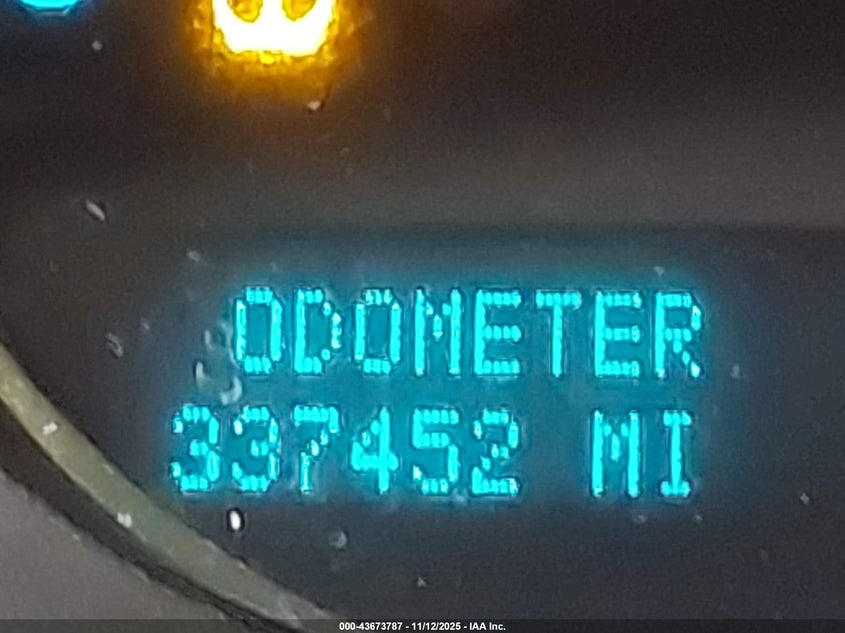 ODOMETER
337452 MI
000-43673787 - 11/12/2025 - IAA Inc.